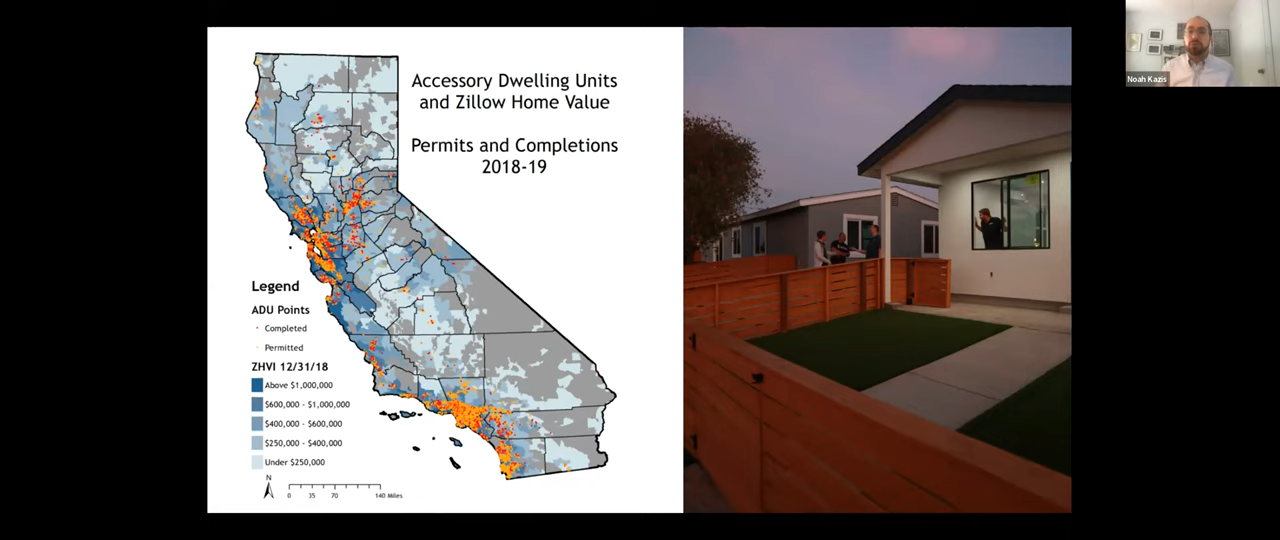 Accessory Dwelling Units
and Zillow Home Value
Permits and Completions
2018-19
Legend
ADU Points
Completed
Permitted
ZHVI 12/31/18
Above $1,000,000
$600,000 - $1,000,000
$400,000 - $600,000
$250,000 - $400,000
Under $250,000
N
0 35 70 140 Miles
Noah Kazis